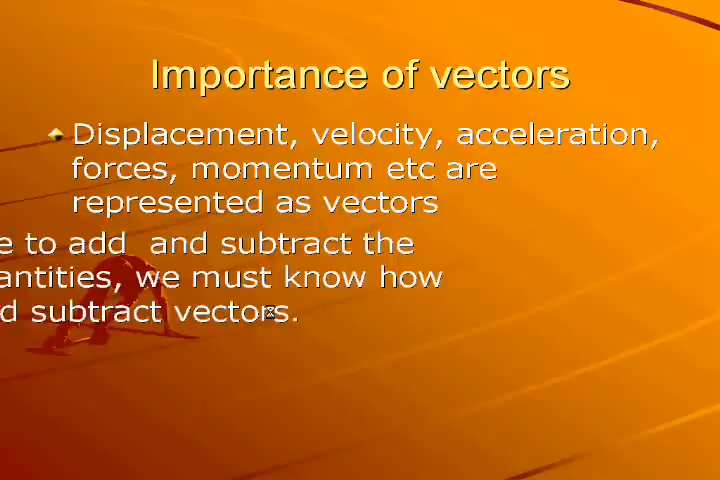 Importance of vectors
Displacement, velocity, acceleration,
forces, momentum etc are
represented as vectors
e to add and subtract the
antities, we must know how
d subtract vectors.